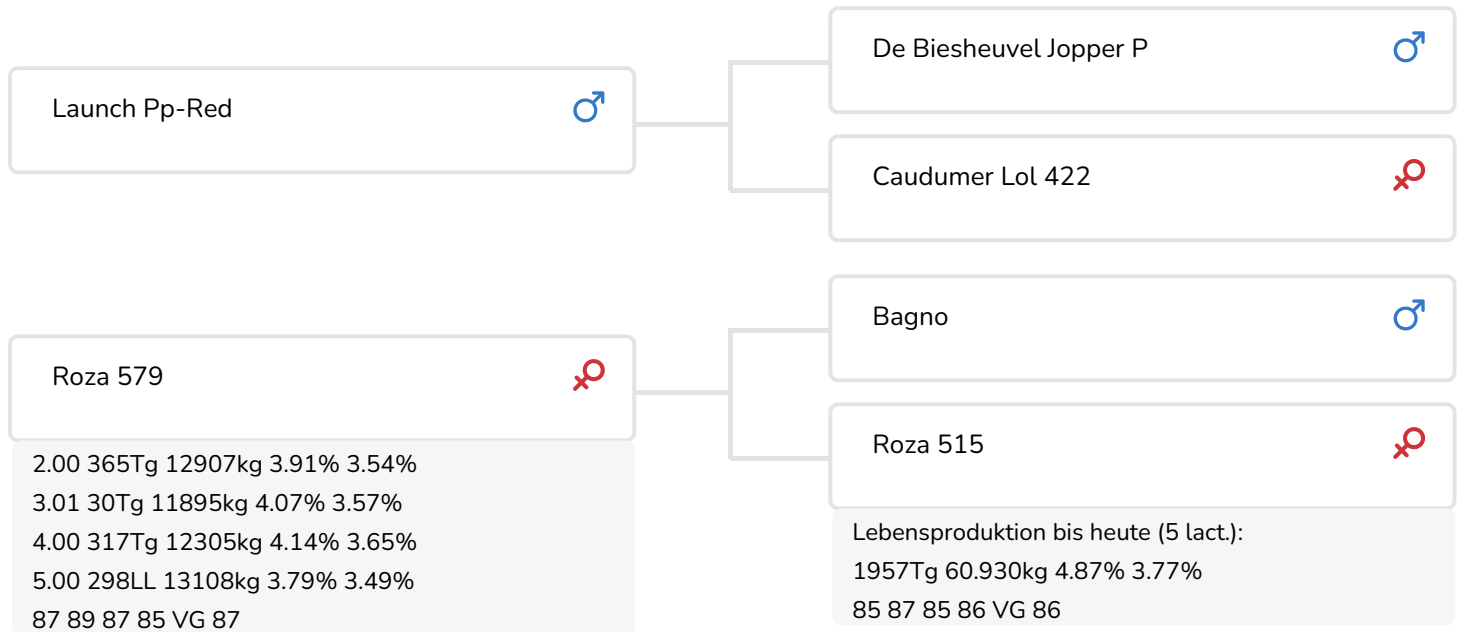 Launch Pp-Red
De Biesheuvel Jopper P
Caudumer Lol 422
Roza 579
2.00 365Tg 12907kg 3.91% 3.54%
3.01 30Tg 11895kg 4.07% 3.57%
4.00 317Tg 12305kg 4.14% 3.65%
5.00 298LL 13108kg 3.79% 3.49%
87 89 87 85 VG 87
Bagno
Roza 515
Lebensproduktion bis heute (5 lact.):
1957Tg 60.930kg 4.87% 3.77%
85 87 85 86 VG 86